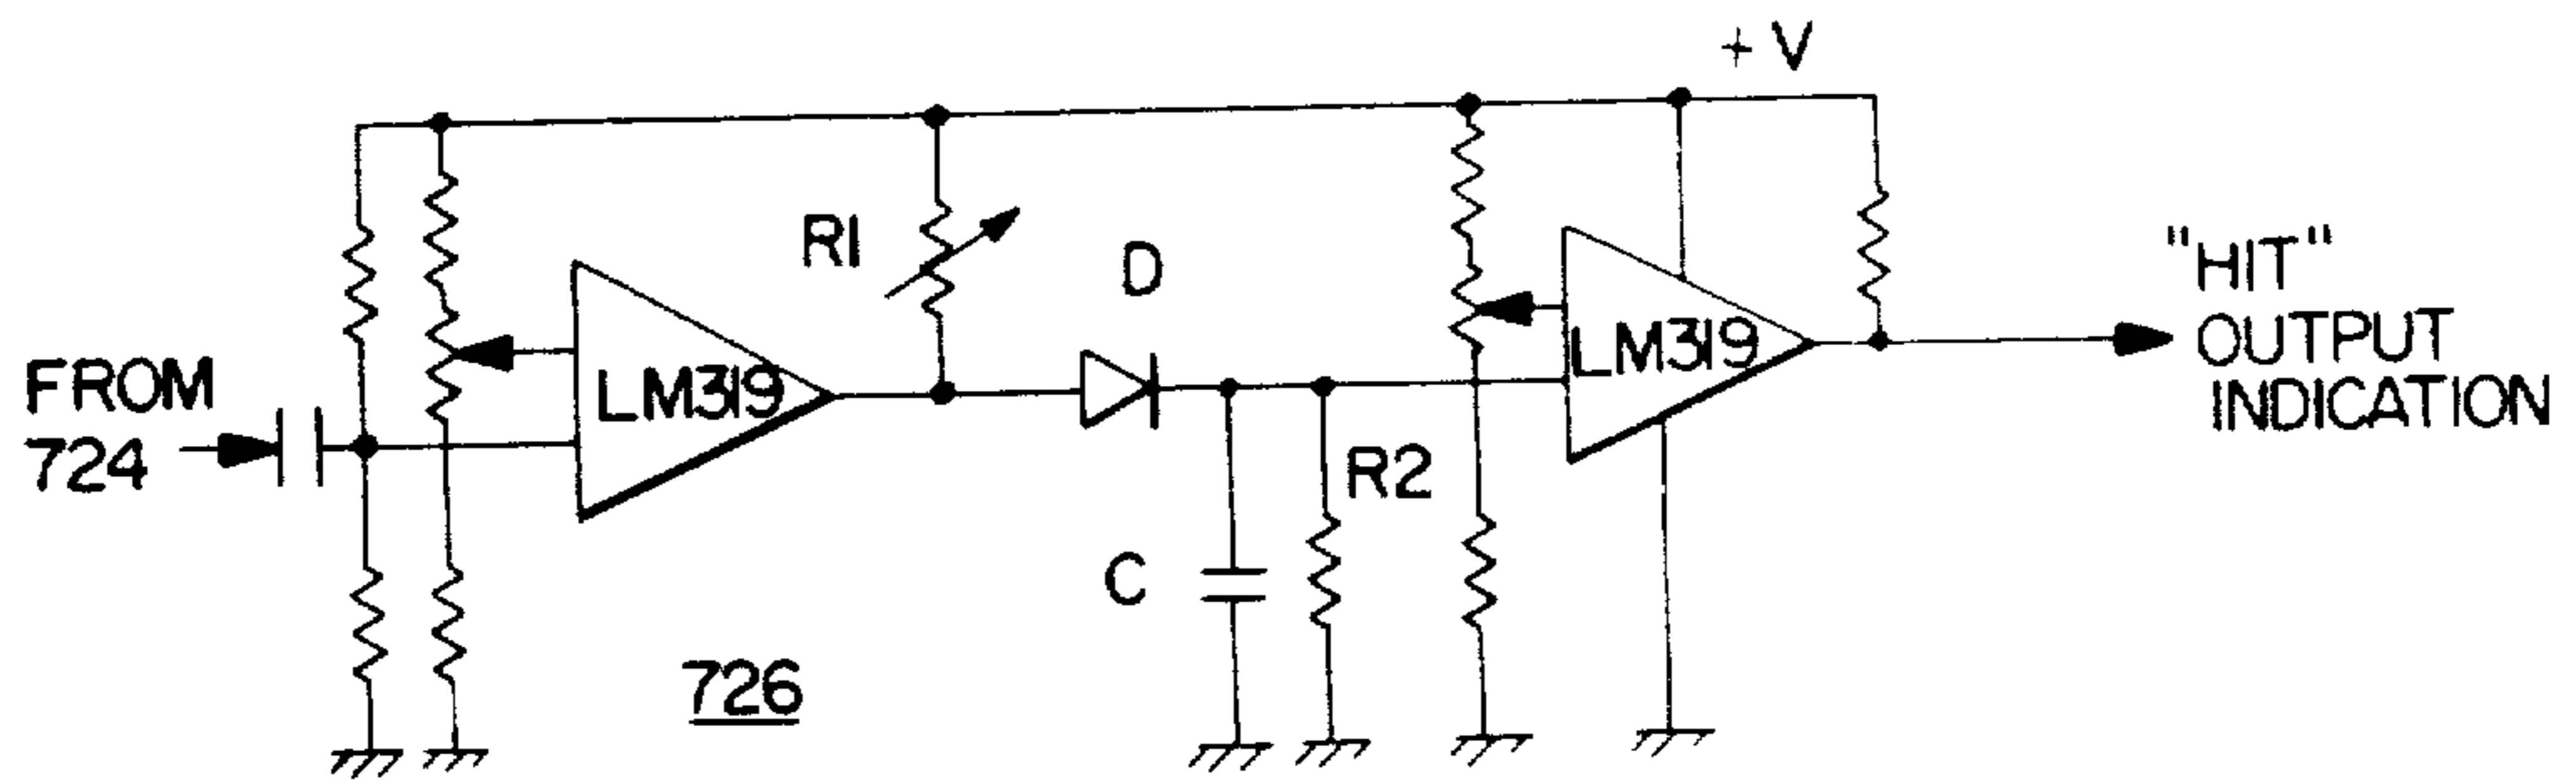 + V
R1
D
"HIT"
OUTPUT
INDICATION
LM319
LM319
FROM
724
R2
C
726